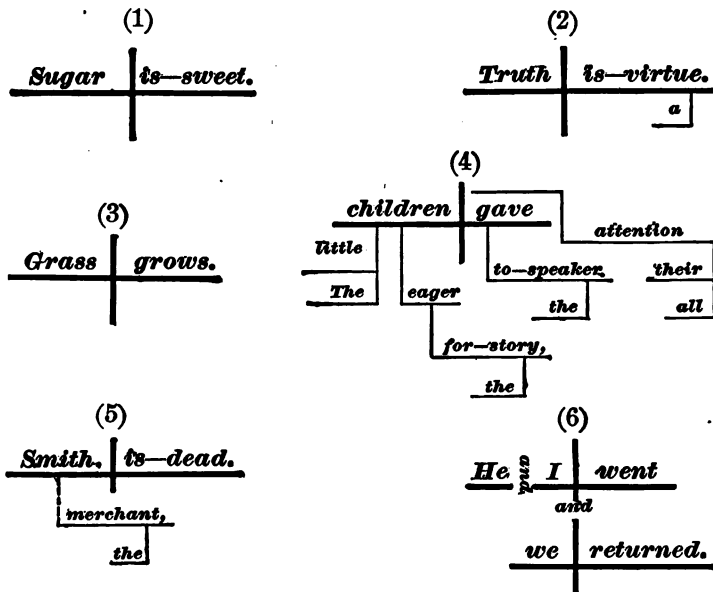 (1)
Sugar is—sweet.
(2)
Truth is—virtue.
a
(3)
Grass grows.
(4)
children gave
attention
little
The
eager
to—speaker
the
their
all
for—story,
the
(5)
Smith. is—dead.
merchant,
the
(6)
He and I went
and
we returned.